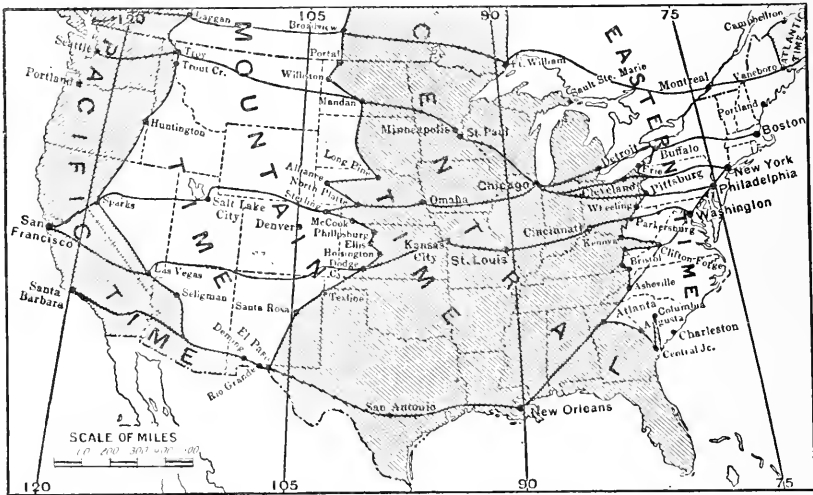 120
105
90
75
Laggan
Broadview
Campbellton
Seattle
Troy
Portal
Ft. William
Sault Ste. Marie
Montreal
Vanceboro
ATLANTIC TIME
Portland
Trout Cr.
Williston
Mandan
Portland
Huntington
Minneapolis
St. Paul
Detroit
Buffalo
Boston
Long Pine
Alliance
North Platte
Sterling
Omaha
Chicago
Cleveland
Erie
Pittsburg
New York
Philadelphia
Sparks
Salt Lake City
McCook
Wheeling
Washington
San Francisco
Denver
Phillpsburg
Ellis
Hoisington
Kansas City
St. Louis
Cincinnati
Parkersburg
Kenova
Clifton Forge
Las Vegas
Dodge
Bristol
Santa Barbara
Seligman
Santa Rosa
Texline
Asheville
Atlanta
Columbia
Augusta
Charleston
Central Jc.
Deming
El Paso
Rio Grande
San Antonio
New Orleans
PACIFIC TIME
MOUNTAIN TIME
CENTRAL TIME
EASTERN TIME
SCALE OF MILES
120
105
90
75